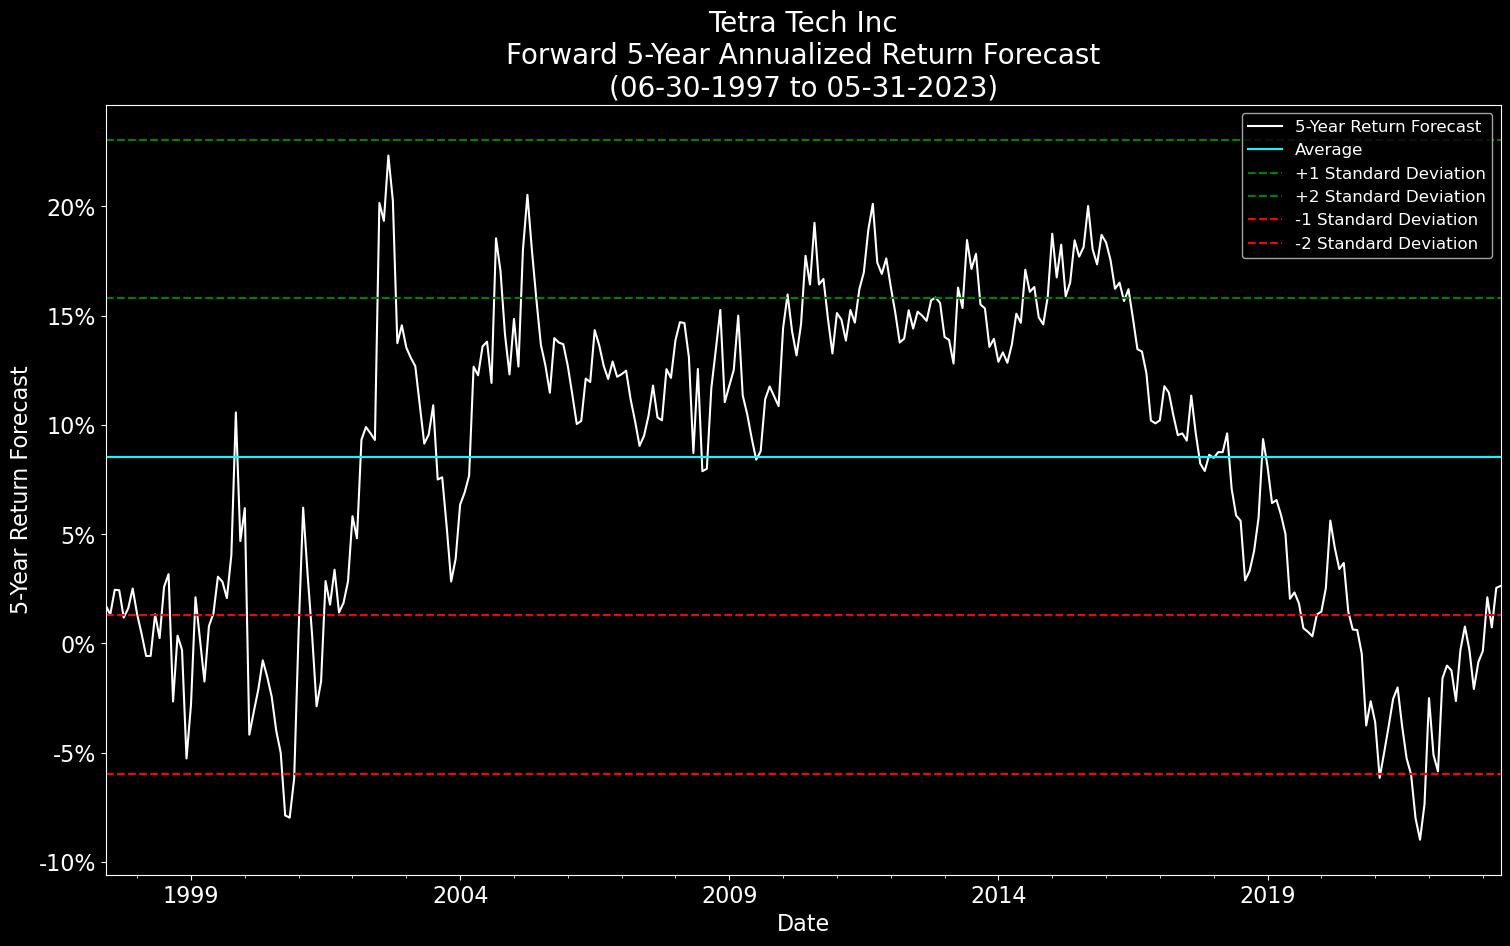 Tetra Tech Inc
Forward 5-Year Annualized Return Forecast
(06-30-1997 to 05-31-2023)
5-Year Return Forecast
Average
+1 Standard Deviation
+2 Standard Deviation
-1 Standard Deviation
-2 Standard Deviation
5-Year Return Forecast
20%
15%
10%
5%
0%
-5%
-10%
1999
2004
2009
2014
2019
Date